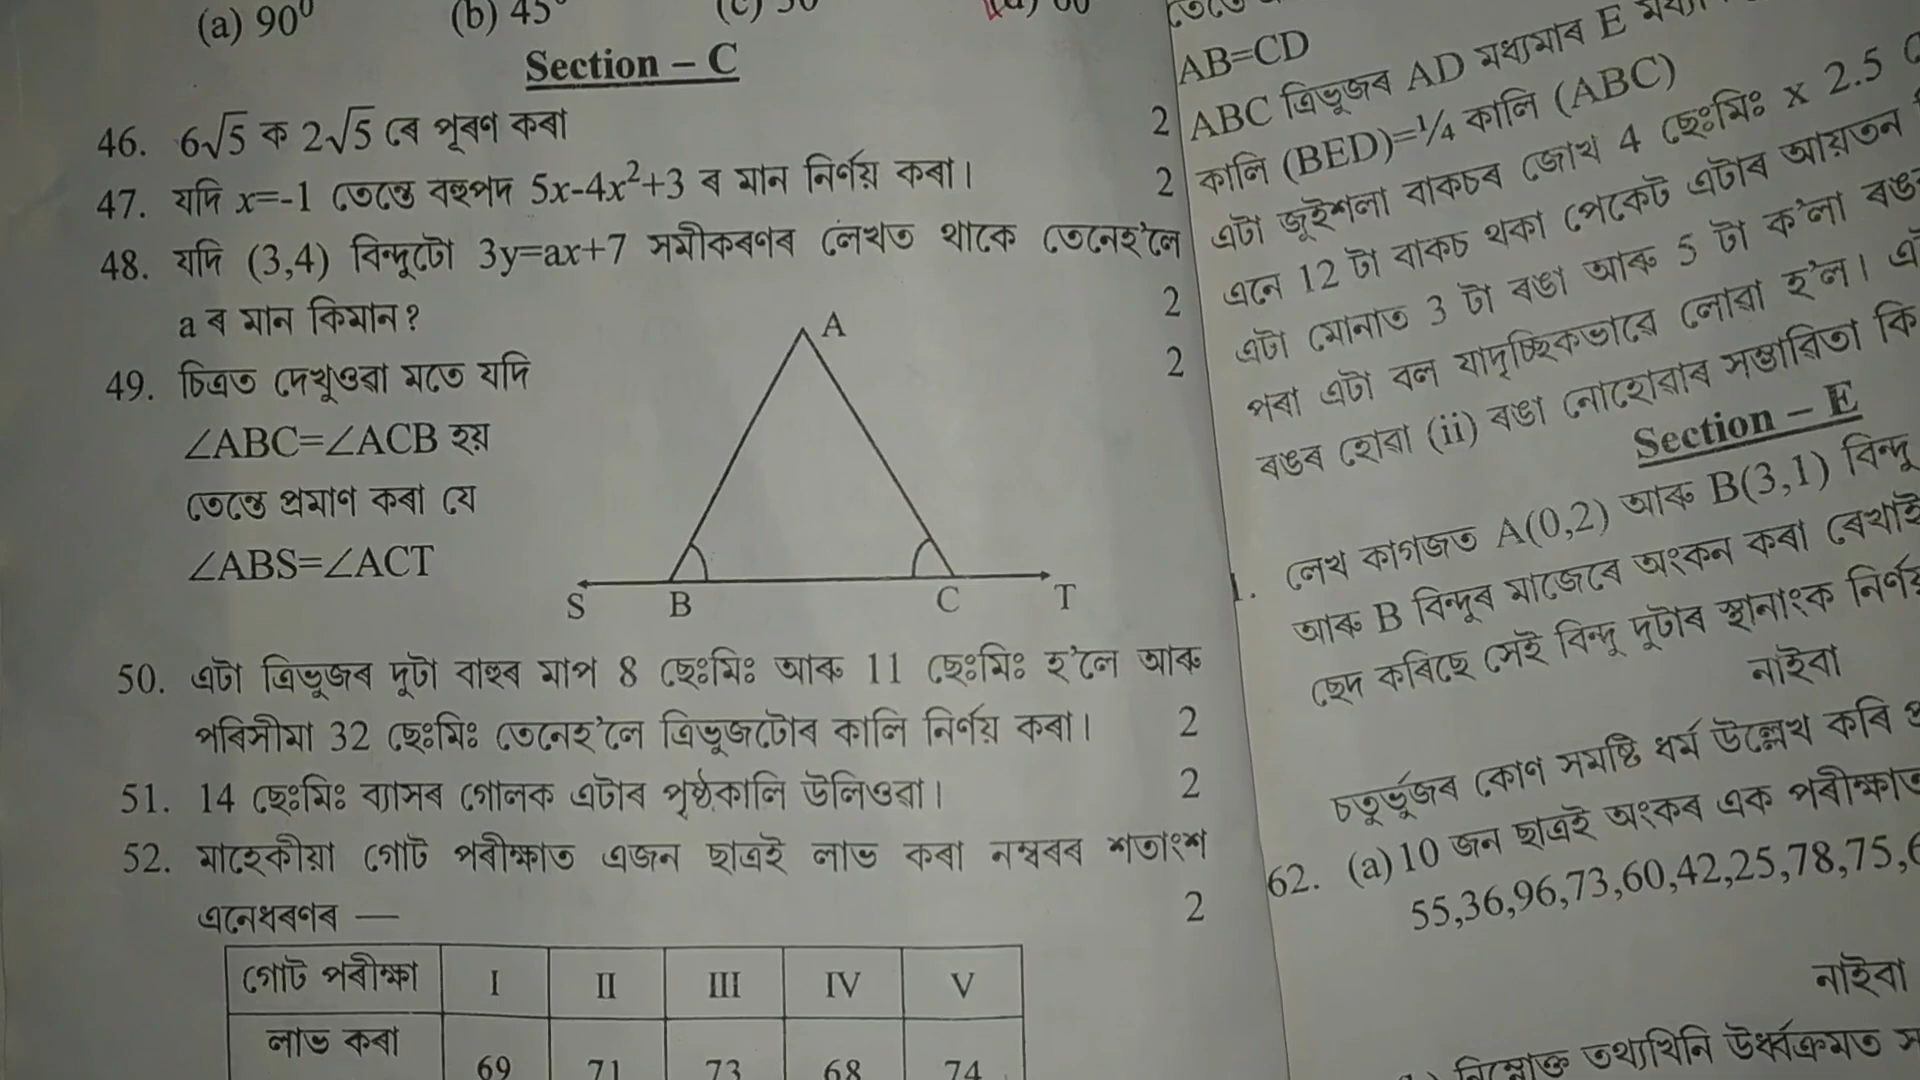 (a) 90⁰ (b) 45⁰
Section – C
46. 6√5 ক 2√5 ৰে পূৰণ কৰা 2
47. যদি x=-1 তেন্তে বহুপদ 5x-4x²+3 ৰ মান নিৰ্ণয় কৰা। 2
48. যদি (3,4) বিন্দুটো 3y=ax+7 সমীকৰণৰ লেখত থাকে তেনেহ'লে
a ৰ মান কিমান? 2
49. চিত্ৰত দেখুওৱা মতে যদি 2
∠ABC=∠ACB হয়
তেন্তে প্ৰমাণ কৰা যে
∠ABS=∠ACT
A
S B C T
50. এটা ত্ৰিভূজৰ দুটা বাহুৰ মাপ 8 ছেঃমিঃ আৰু 11 ছেঃমিঃ হ'লে আৰু
পৰিসীমা 32 ছেঃমিঃ তেনেহ'লে ত্ৰিভূজটোৰ কালি নিৰ্ণয় কৰা। 2
51. 14 ছেঃমিঃ ব্যাসৰ গোলক এটাৰ পৃষ্ঠকালি উলিওৱা। 2
52. মাহেকীয়া গোট পৰীক্ষাত এজন ছাত্ৰই লাভ কৰা নম্বৰৰ শতাংশ
এনেধৰণৰ — 2
গোট পৰীক্ষা I II III IV V
লাভ কৰা
69 71 73 68 74
AB=CD
ABC ত্ৰিভূজৰ AD মধ্যমাৰ E
কালি (BED)=¼ কালি (ABC)
এটা জুইশলা বাকচৰ জোখ 4 ছেঃমিঃ x 2.5
এনে 12 টা বাকচ থকা পেকেট এটাৰ আয়তন
এটা মোনাত 3 টা ৰঙা আৰু 5 টা ক'লা
পৰা এটা বল যাদৃচ্ছিকভাৱে লোৱা হ'ল।
ৰঙৰ হোৱা (ii) ৰঙা নোহোৱাৰ সম্ভাৱিতা
Section – E
লেখ কাগজত A(0,2) আৰু B(3,1) বিন্দু
আৰু B বিন্দুৰ মাজেৰে অংকন কৰা
ছেদ কৰিছে সেই বিন্দু দুটাৰ স্থানাংক
নাইবা
চতুৰ্ভূজৰ কোণ সমষ্টি ধৰ্ম উল্লেখ কৰি
62. (a) 10 জন ছাত্ৰই অংকৰ এক পৰীক্ষাত
55,36,96,73,60,42,25,78,75,
নাইবা
নিম্নোক্ত তথ্যখিনি উৰ্ধ্বক্ৰমত